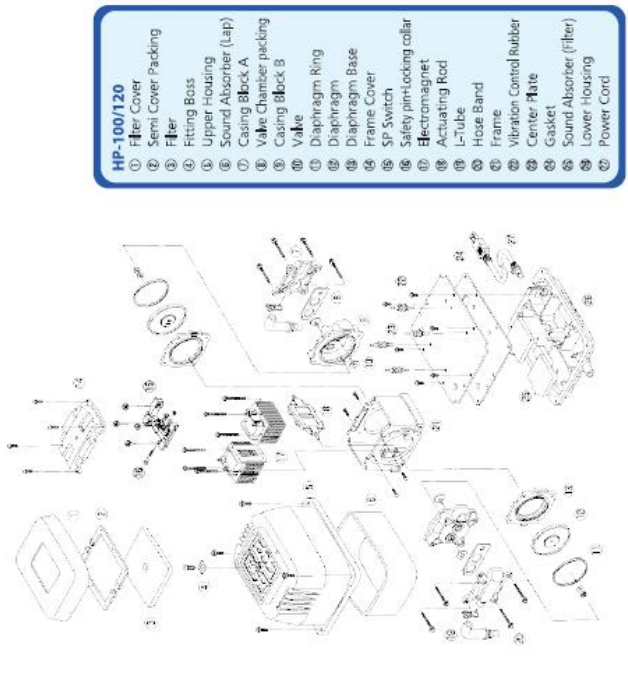 HP-100/120
① Filter Cover
② Semi Cover Packing
③ Filter
④ Fitting Boss
⑤ Upper Housing
⑥ Sound Absorber (Lap)
⑦ Casing Block A
⑧ Valve Chamber packing
⑨ Casing Block B
⑩ Valve
⑪ Diaphragm Ring
⑫ Diaphragm
⑬ Diaphragm Base
⑭ Frame Cover
⑮ SP Switch
⑯ Safety pin+Locking collar
⑰ Electromagnet
⑱ Actuating Rod
⑲ L-Tube
⑳ Hose Band
㉑ Frame
㉒ Vibration Control Rubber
㉓ Center Plate
㉔ Gasket
㉕ Sound Absorber (Filter)
㉖ Lower Housing
㉗ Power Cord